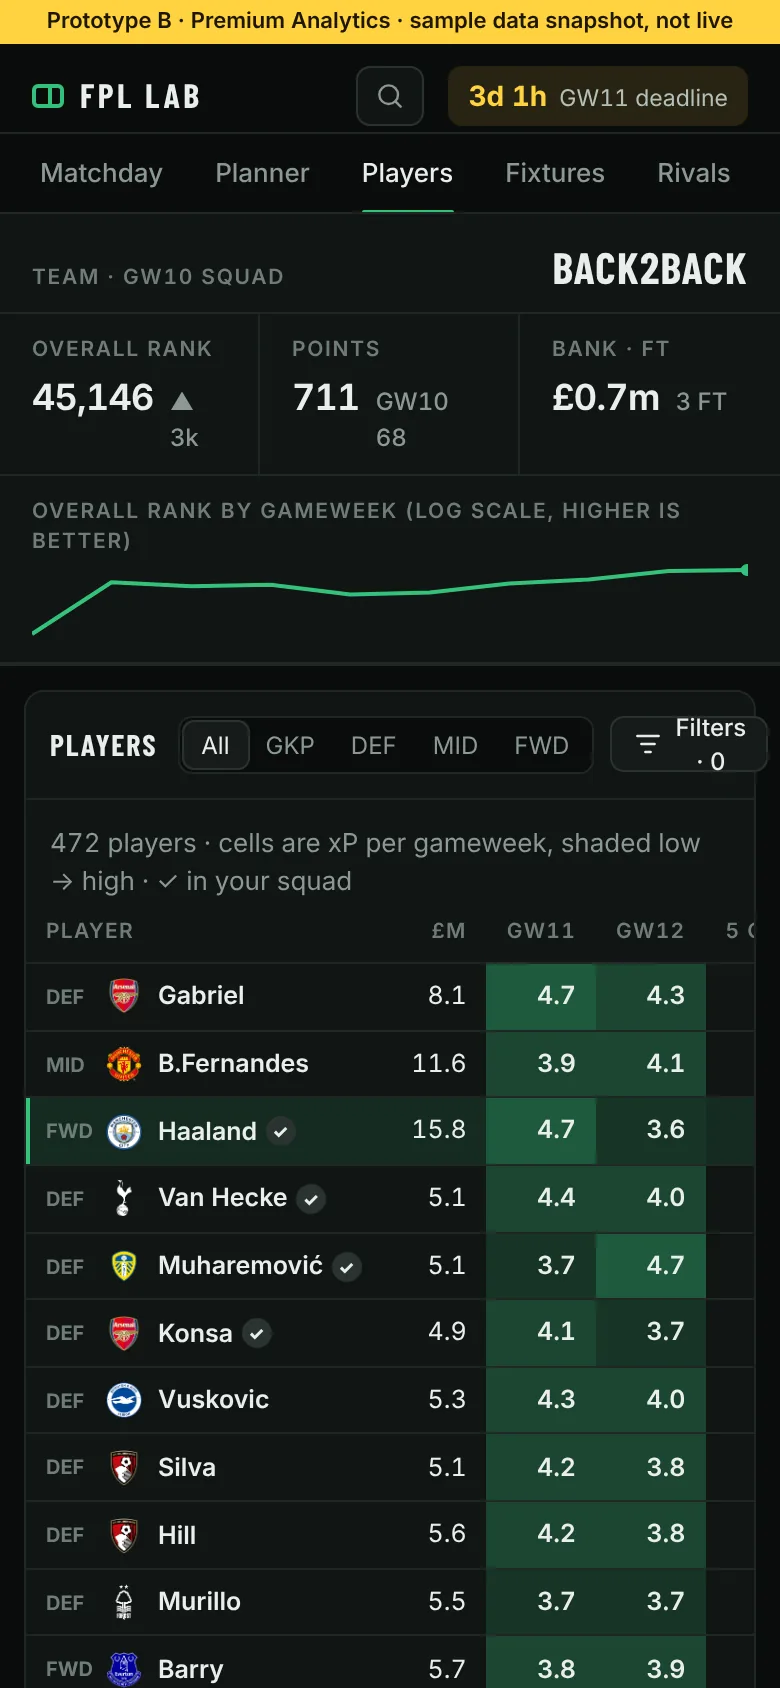 Prototype B · Premium Analytics · sample data snapshot, not live
FPL LAB
3d 1h GW11 deadline
Matchday Planner Players Fixtures Rivals
TEAM · GW10 SQUAD BACK2BACK
OVERALL RANK POINTS BANK · FT
45,146 ▲ 711 GW10 £0.7m 3 FT
3k 68
OVERALL RANK BY GAMEWEEK (LOG SCALE, HIGHER IS
BETTER)
PLAYERS All GKP DEF MID FWD Filters
· 0
472 players · cells are xP per gameweek, shaded low
→ high · ✓ in your squad
PLAYER £M GW11 GW12 5
DEF Gabriel 8.1 4.7 4.3
MID B.Fernandes 11.6 3.9 4.1
FWD Haaland ✓ 15.8 4.7 3.6
DEF Van Hecke ✓ 5.1 4.4 4.0
DEF Muharemović ✓ 5.1 3.7 4.7
DEF Konsa ✓ 4.9 4.1 3.7
DEF Vuskovic 5.3 4.3 4.0
DEF Silva 5.1 4.2 3.8
DEF Hill 5.6 4.2 3.8
DEF Murillo 5.5 3.7 3.7
FWD Barry 5.7 3.8 3.9